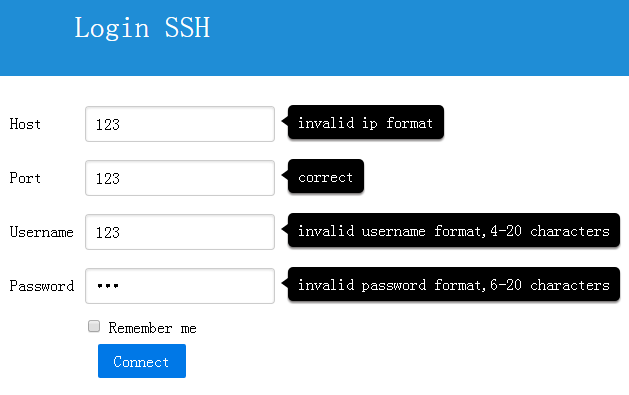 Login SSH
Host 123 invalid ip format
Port 123 correct
Username 123 invalid username format,4-20 characters
Password ••• invalid password format,6-20 characters
Remember me
Connect